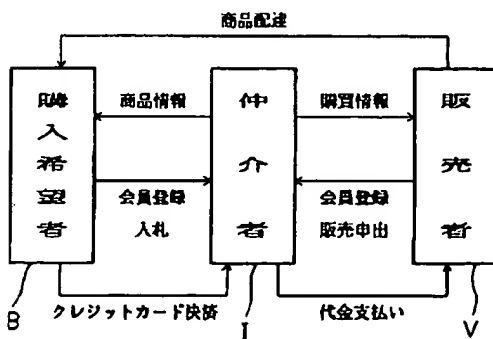 商品配達
購入希望者
商品情報
仲介者
購買情報
販売者
会員登録
入札
会員登録
販売申出
クレジットカード決済
代金支払い
B
I
V